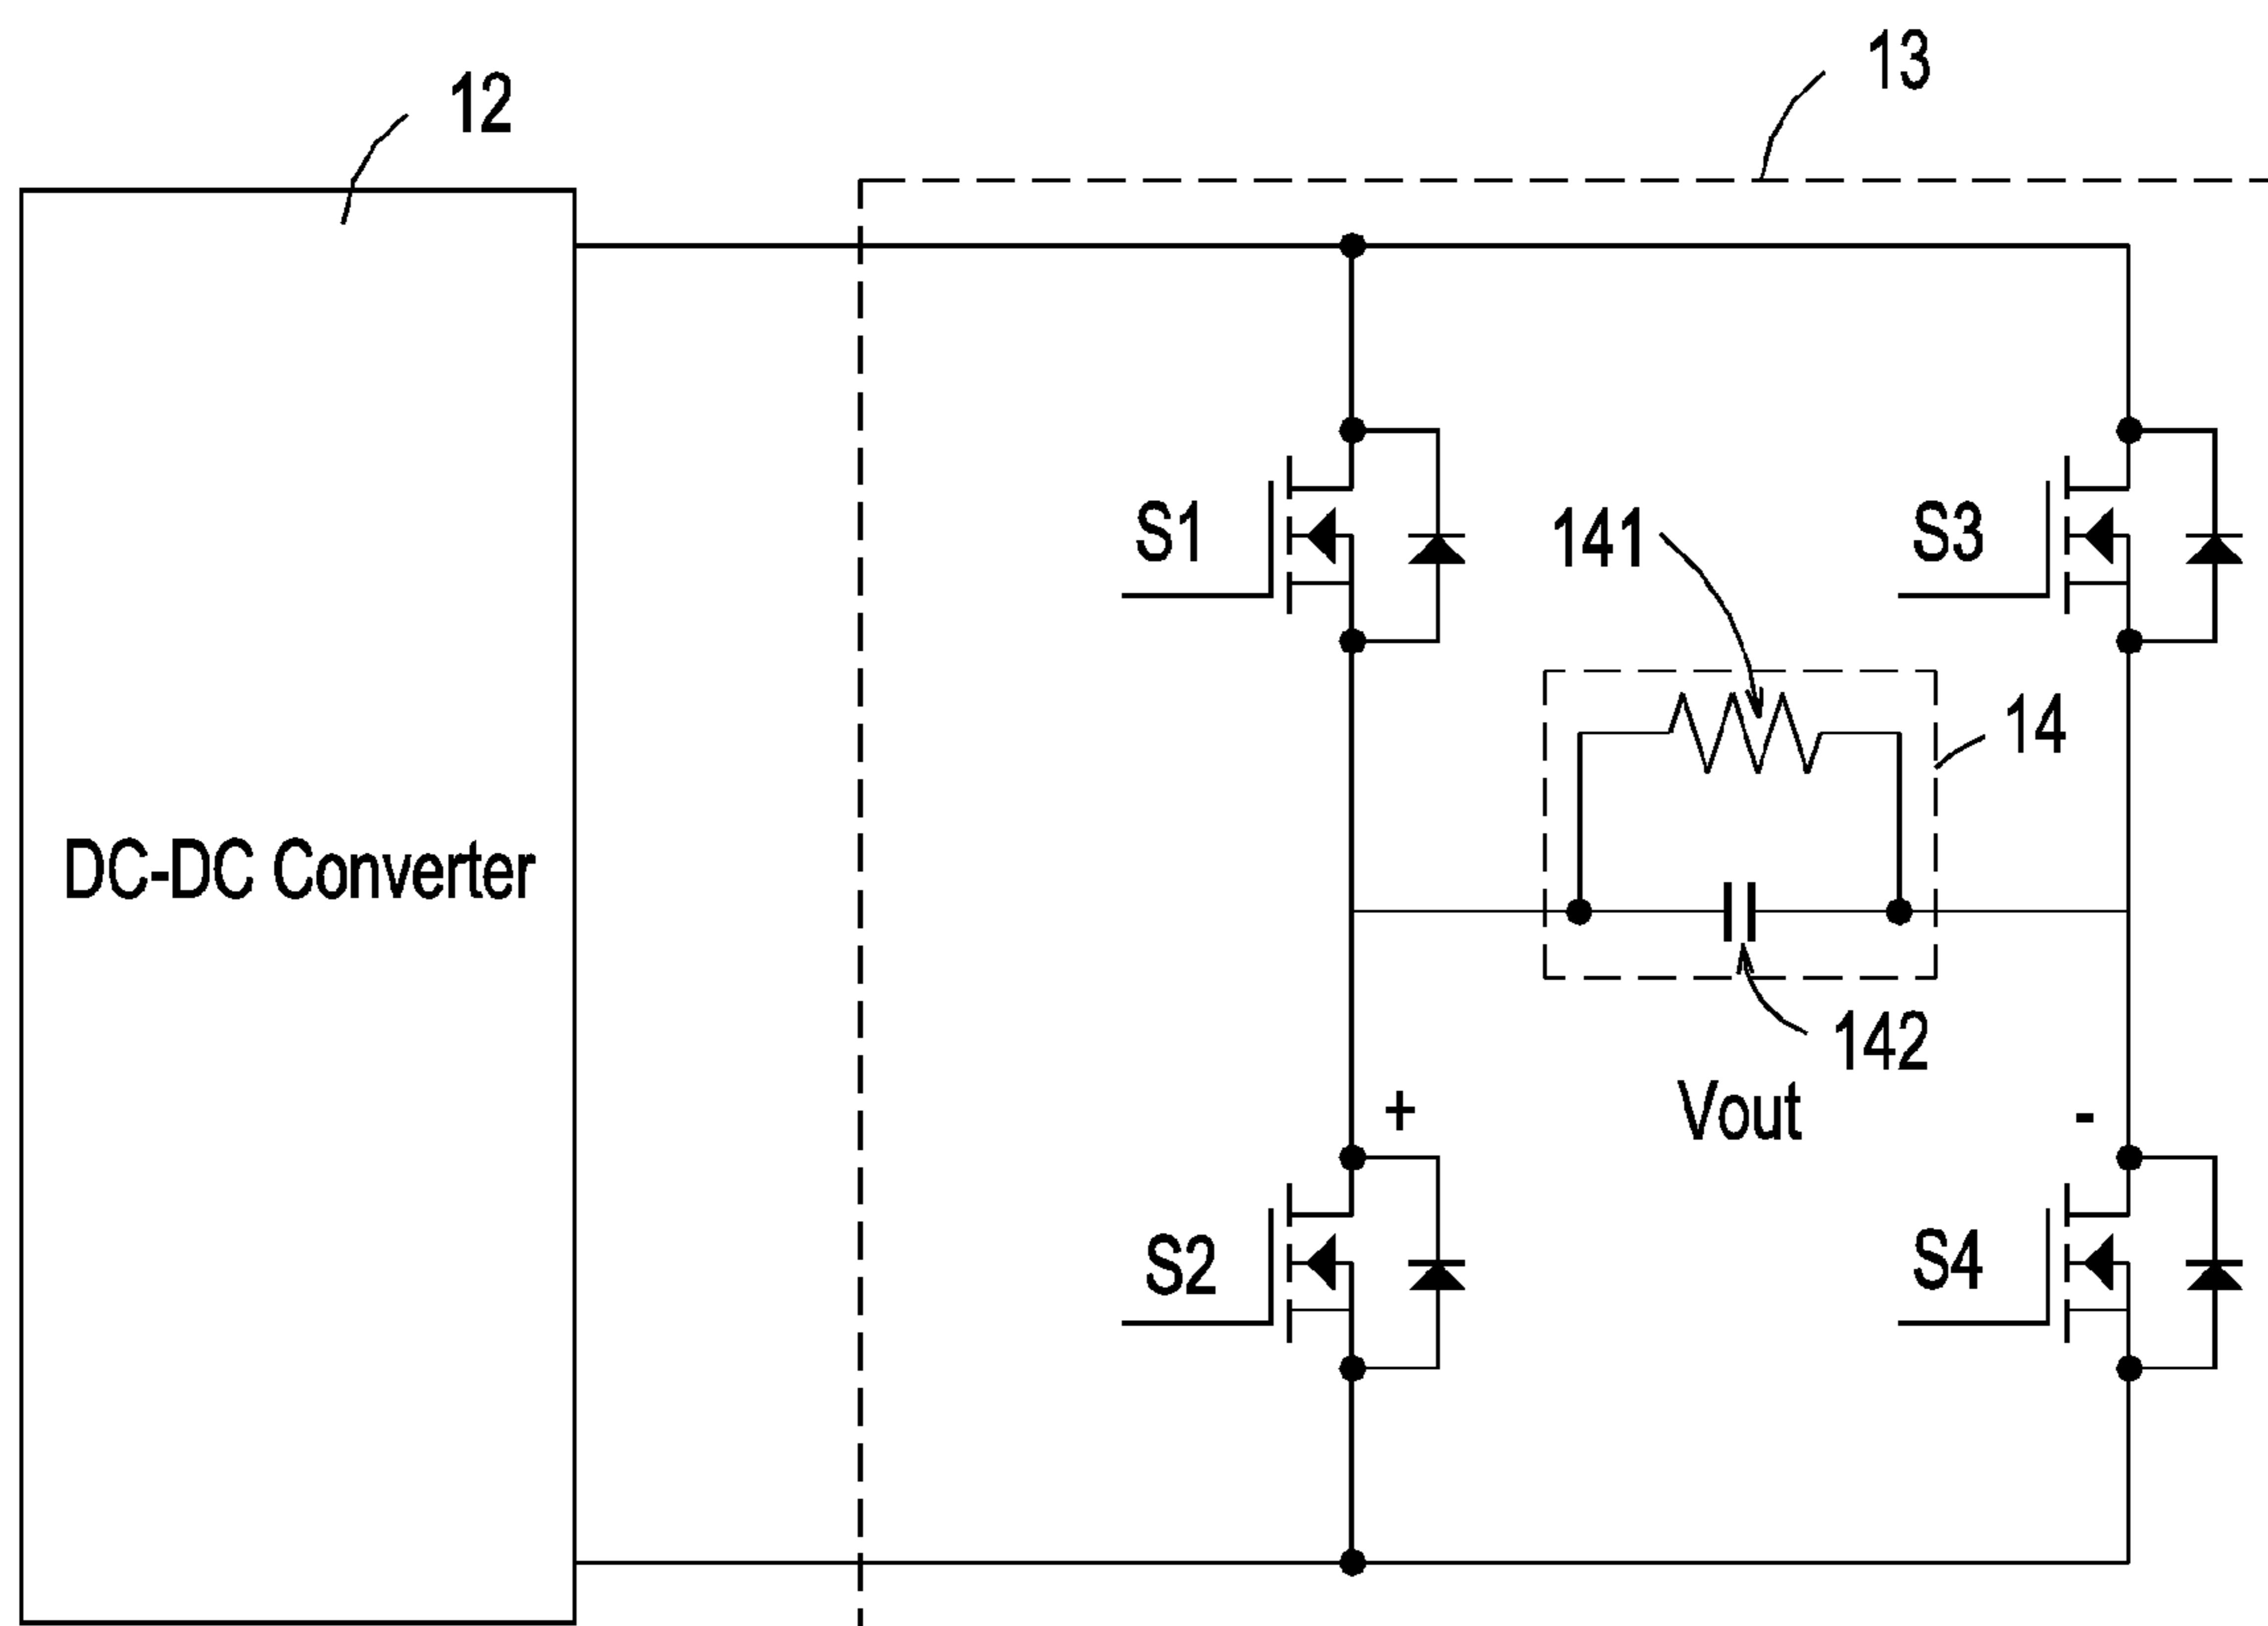 13
12
S1
141
S3
14
DC-DC Converter
142
+ Vout -
S2
S4